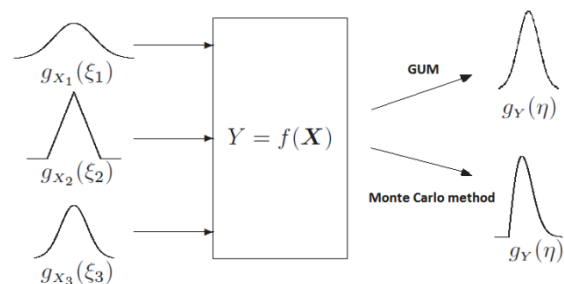 g_{X_1}(ξ_1)
g_{X_2}(ξ_2)
g_{X_3}(ξ_3)
Y = f(X)
GUM
g_Y(η)
Monte Carlo method
g_Y(η)